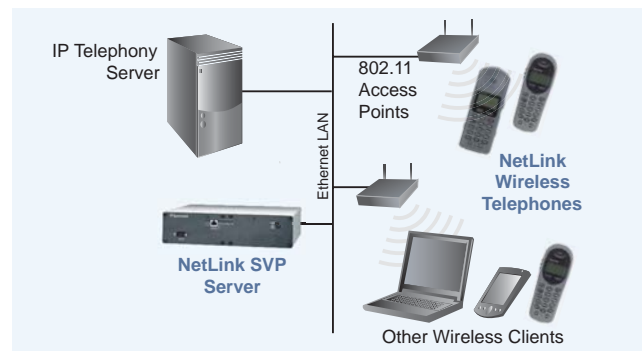 IP Telephony
Server
802.11
Access
Points
Ethernet LAN
NetLink
Wireless
Telephones
NetLink SVP
Server
Other Wireless Clients